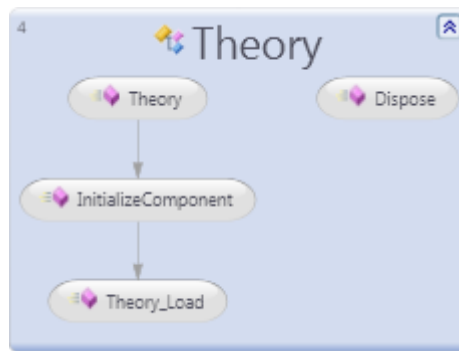 4
Theory
Theory
Dispose
InitializeComponent
Theory_Load